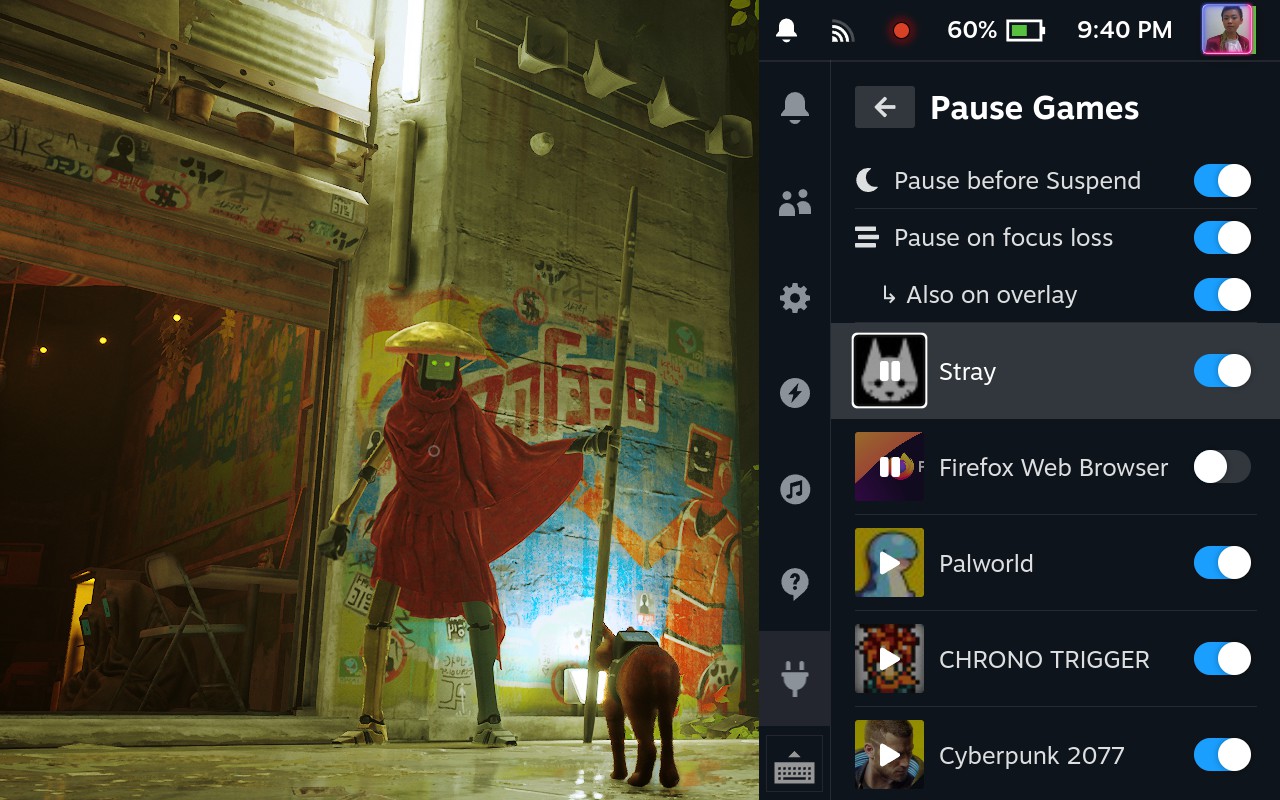 60%
9:40 PM
Pause Games
Pause before Suspend
Pause on focus loss
↳ Also on overlay
Stray
F
Firefox Web Browser
Palworld
CHRONO TRIGGER
Cyberpunk 2077